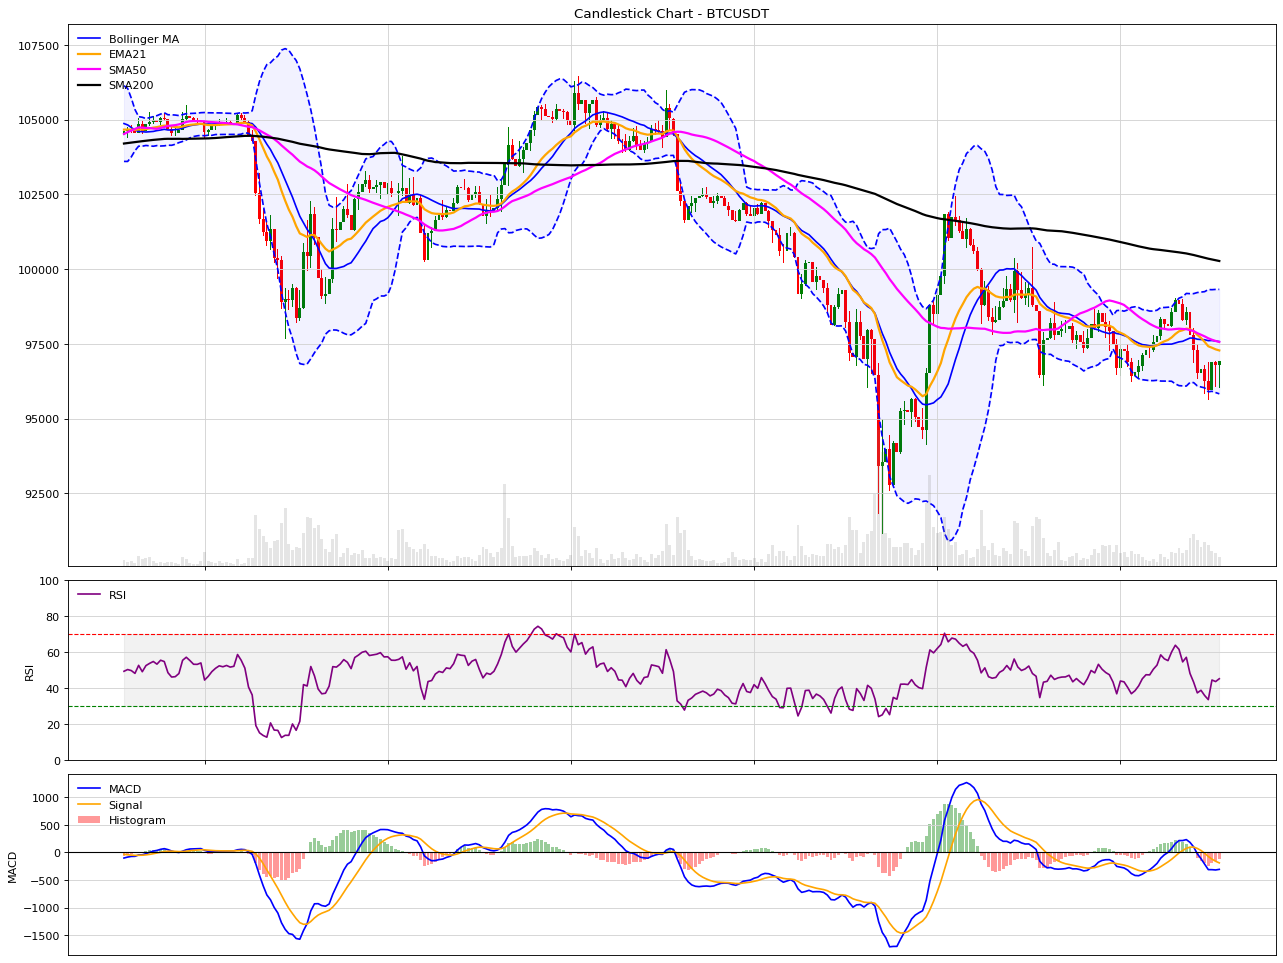 Candlestick Chart - BTCUSDT
Bollinger MA
EMA21
SMA50
SMA200
107500
105000
102500
100000
97500
95000
92500
RSI
RSI
100
80
60
40
20
0
MACD
Signal
Histogram
MACD
1000
500
0
−500
−1000
−1500